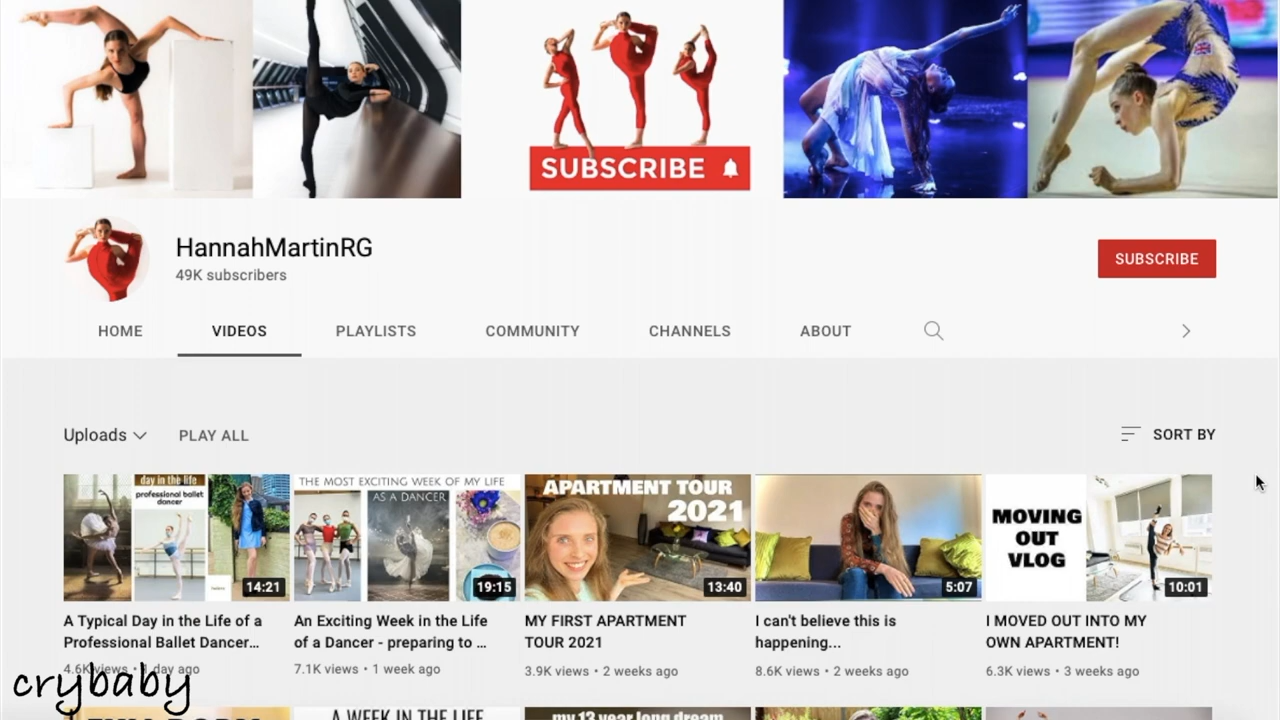 SUBSCRIBE
HannahMartinRG
49K subscribers
SUBSCRIBE
HOME
VIDEOS
PLAYLISTS
COMMUNITY
CHANNELS
ABOUT
Uploads
PLAY ALL
SORT BY
day in the life
professional ballet
dancer
14:21
THE MOST EXCITING WEEK OF MY LIFE
AS A DANCER
19:15
APARTMENT TOUR
2021
13:40
5:07
MOVING
OUT
VLOG
10:01
A Typical Day in the Life of a
Professional Ballet Dancer...
4.6K views • 1 day ago
An Exciting Week in the Life
of a Dancer - preparing to ...
7.1K views • 1 week ago
MY FIRST APARTMENT
TOUR 2021
3.9K views • 2 weeks ago
I can't believe this is
happening...
8.6K views • 2 weeks ago
I MOVED OUT INTO MY
OWN APARTMENT!
6.3K views • 3 weeks ago
crybaby
A WEEK IN THE LIFE
my 13 year long dream